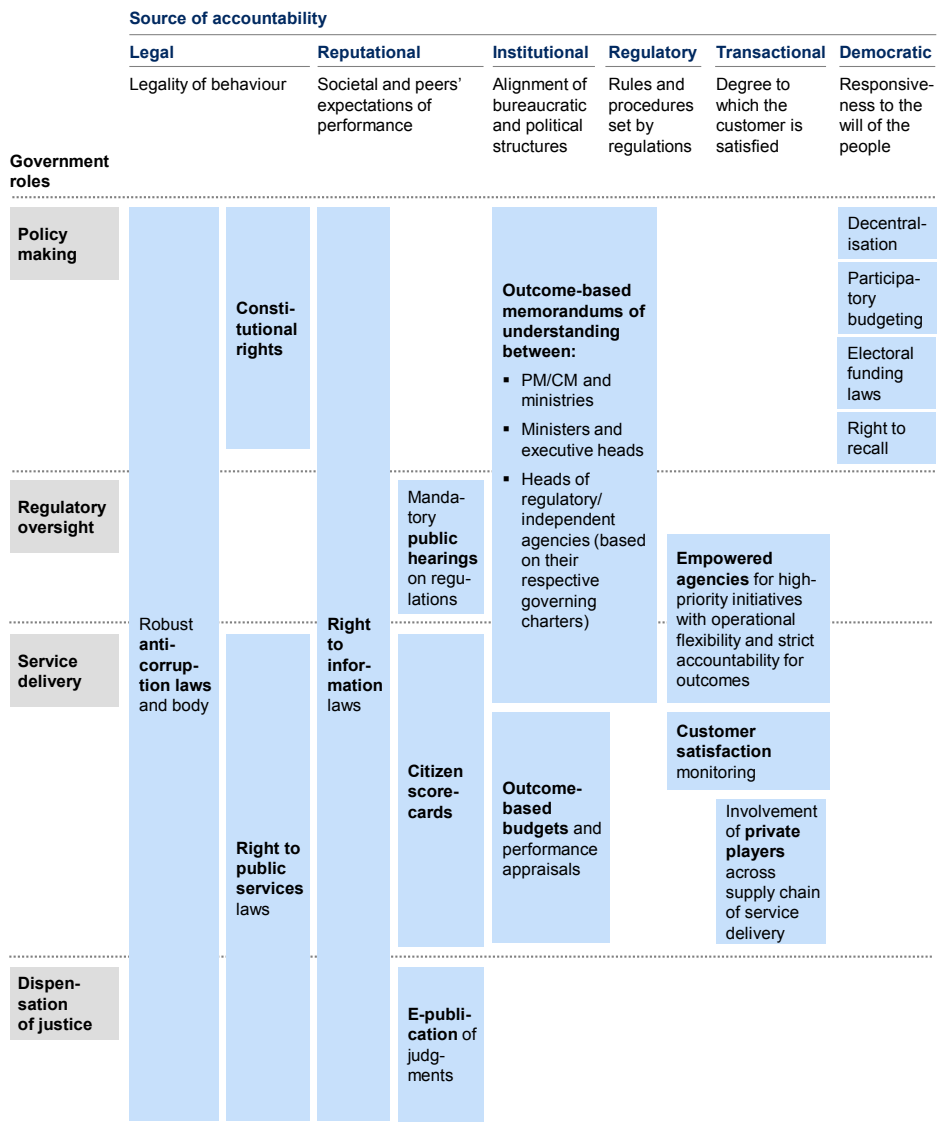 Source of accountability
Legal
Reputational
Institutional
Regulatory
Transactional
Democratic
Legality of behaviour
Societal and peers'
expectations of
performance
Alignment of
bureaucratic
and political
structures
Rules and
procedures
set by
regulations
Degree to
which the
customer is
satisfied
Responsive-
ness to the
will of the
people
Government
roles
Policy
making
Regulatory
oversight
Service
delivery
Dispen-
sation
of justice
Robust
anti-
corrup-
tion laws
and body
Consti-
tutional
rights
Right to
public
services
laws
Right
to
infor-
mation
laws
Manda-
tory
public
hearings
on regu-
lations
Citizen
score-
cards
E-publi-
cation of
judg-
ments
Outcome-based
memorandums of
understanding
between:
▪ PM/CM and
ministries
▪ Ministers and
executive heads
▪ Heads of
regulatory/
independent
agencies (based
on their
respective
governing
charters)
Outcome-
based
budgets and
performance
appraisals
Empowered
agencies for high-
priority initiatives
with operational
flexibility and strict
accountability for
outcomes
Customer
satisfaction
monitoring
Involvement
of private
players
across
supply chain
of service
delivery
Decentral-
isation
Participa-
tory
budgeting
Electoral
funding
laws
Right to
recall